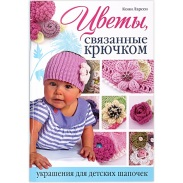 Цветы,
связанные
крючком
украшения для детских шапочек